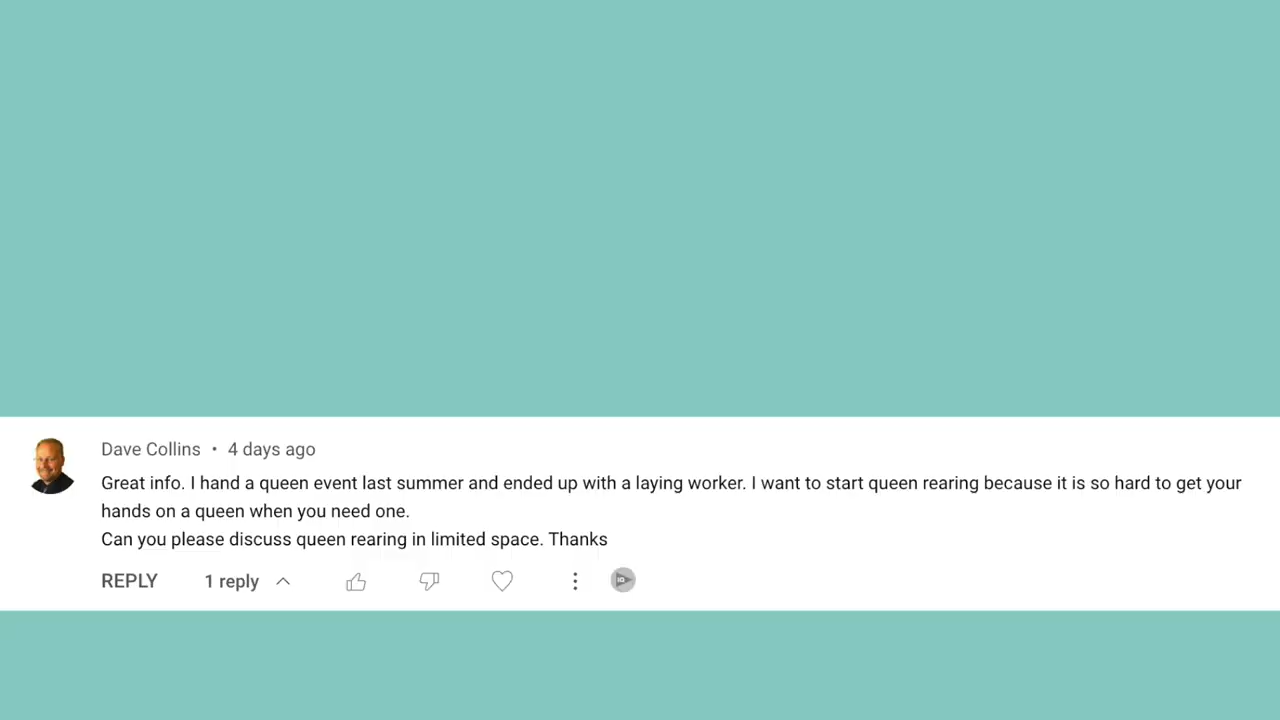 Dave Collins • 4 days ago
Great info. I hand a queen event last summer and ended up with a laying worker. I want to start queen rearing because it is so hard to get your
hands on a queen when you need one.
Can you please discuss queen rearing in limited space. Thanks
REPLY 1 reply
iQ